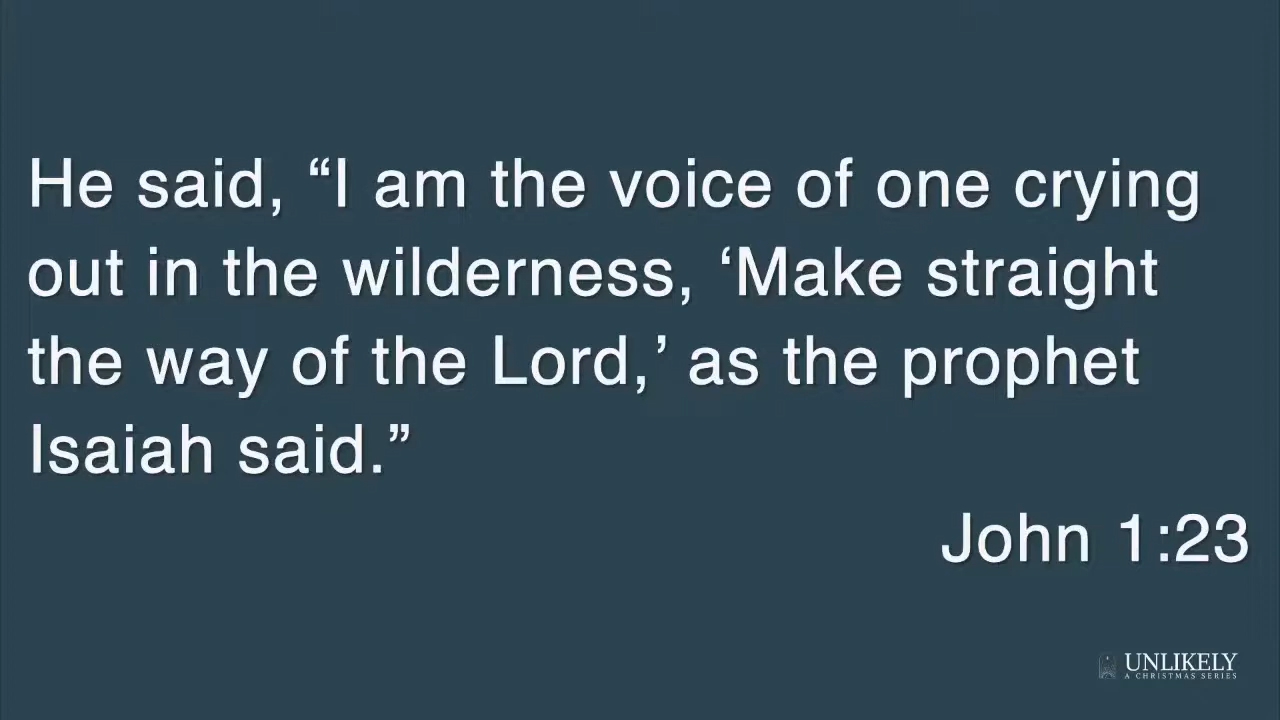 He said, “I am the voice of one crying
out in the wilderness, ‘Make straight
the way of the Lord,’ as the prophet
Isaiah said.”
John 1:23
UNLIKELY
A CHRISTMAS SERIES